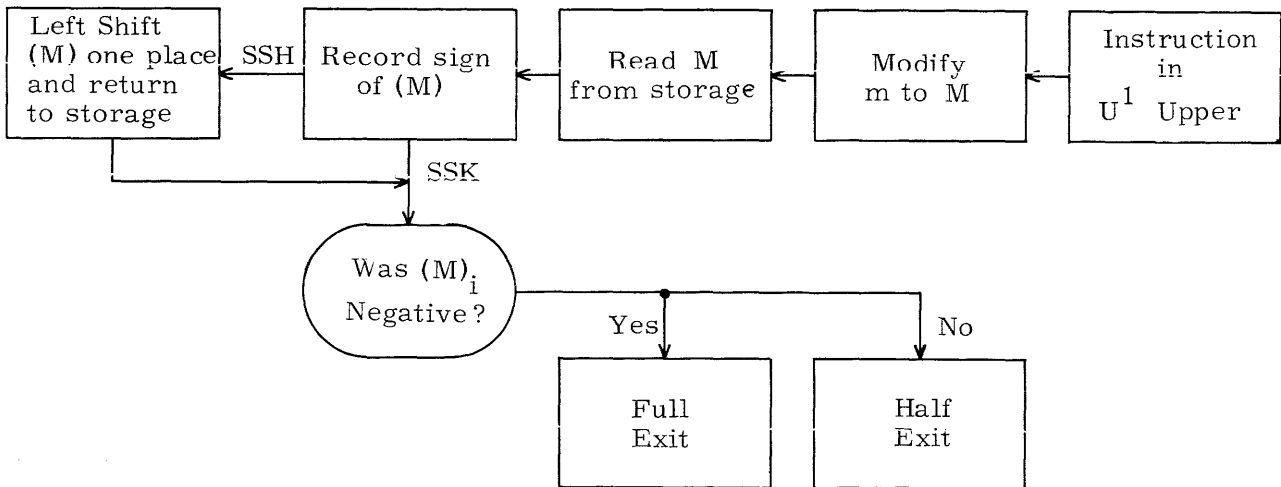 Left Shift
(M) one place
and return
to storage
SSH
Record sign
of (M)
Read M
from storage
Modify
m to M
Instruction
in
U¹ Upper
SSK
Was (M)i
Negative?
Yes
No
Full
Exit
Half
Exit